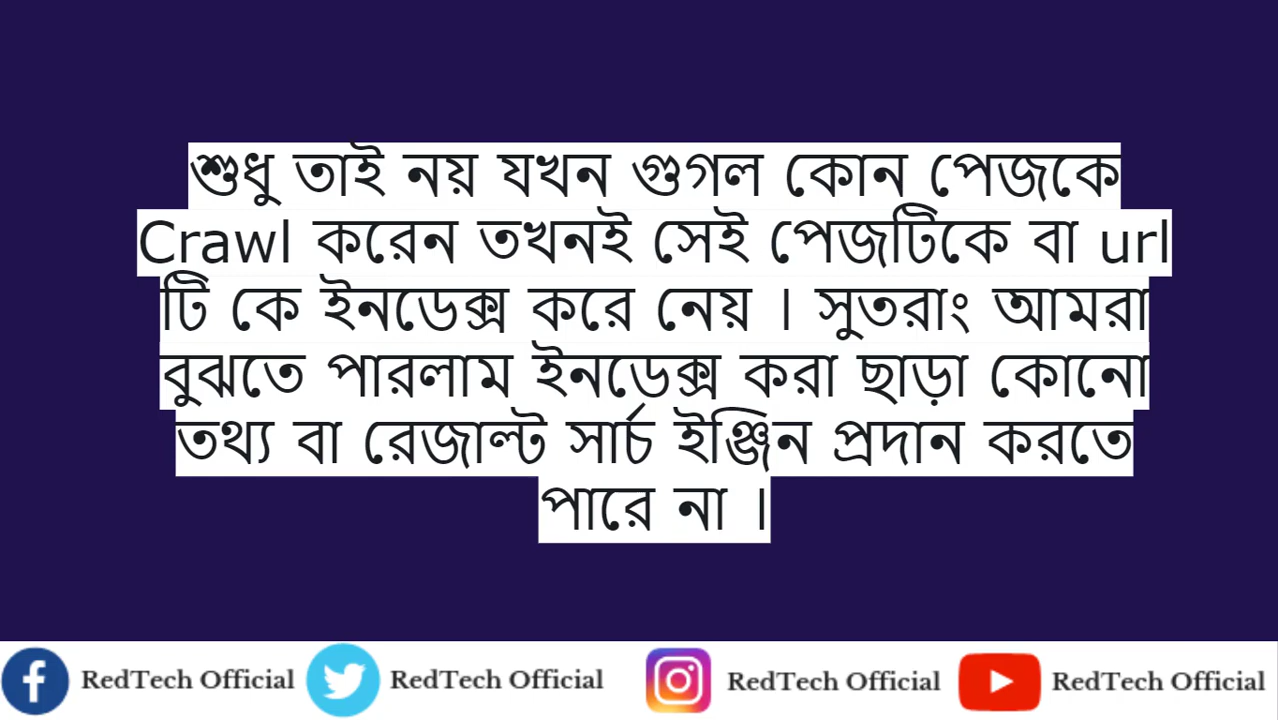 শুধু তাই নয় যখন গুগল কোন পেজকে
Crawl করেন তখনই সেই পেজটিকে বা url
টি কে ইনডেক্স করে নেয় । সুতরাং আমরা
বুঝতে পারলাম ইনডেক্স করা ছাড়া কোনো
তথ্য বা রেজাল্ট সার্চ ইঞ্জিন প্রদান করতে
পারে না ।
RedTech Official RedTech Official RedTech Official RedTech Official